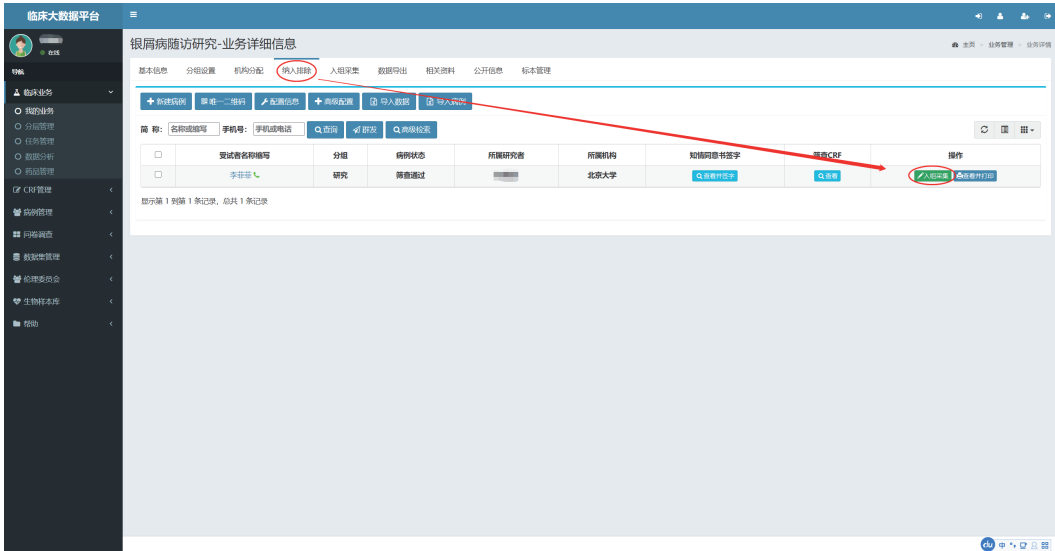 临床大数据平台
在线
导航
临床业务
我的业务
分层管理
任务管理
数据分析
药品管理
CRF管理
病例管理
问卷调查
数据集管理
伦理委员会
生物样本库
帮助
银屑病随访研究-业务详细信息
主页 > 业务管理 > 业务详情
基本信息 分组设置 机构分配 纳入排除 入组采集 数据导出 相关资料 公开信息 标本管理
新建病例 唯一二维码 配置信息 高级配置 导入数据 导入病例
简 称: 名称或缩写 手机号: 手机或电话 查询 群发 高级检索
受试者名称缩写 分组 病例状态 所属研究者 所属机构 知情同意书签字 筛查CRF 操作
李菲菲 研究 筛查通过 北京大学 查看并签字 查看 入组采集 查看并打印
显示第 1 到第 1 条记录，总共 1 条记录
du 中